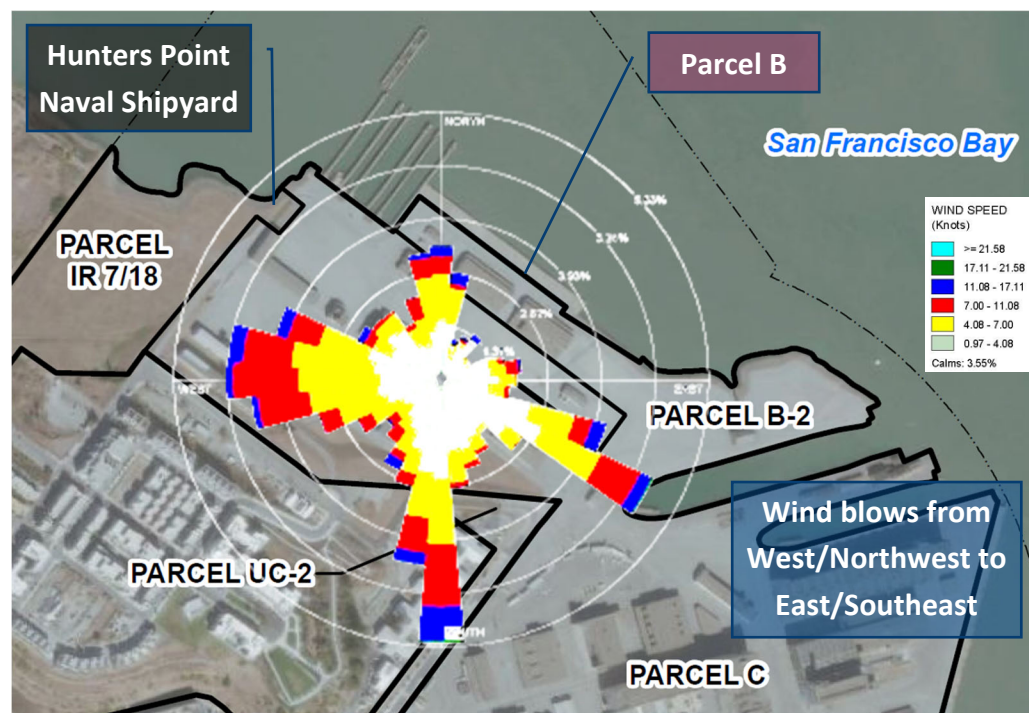 Hunters Point
Naval Shipyard
Parcel B
San Francisco Bay
NORTH
WIND SPEED
(Knots)
>= 21.58
17.11 - 21.58
11.08 - 17.11
7.00 - 11.08
4.08 - 7.00
0.97 - 4.08
Calms: 3.55%
PARCEL
IR 7/18
WEST
EAST
PARCEL B-2
Wind blows from
West/Northwest to
East/Southeast
PARCEL UC-2
PARCEL C